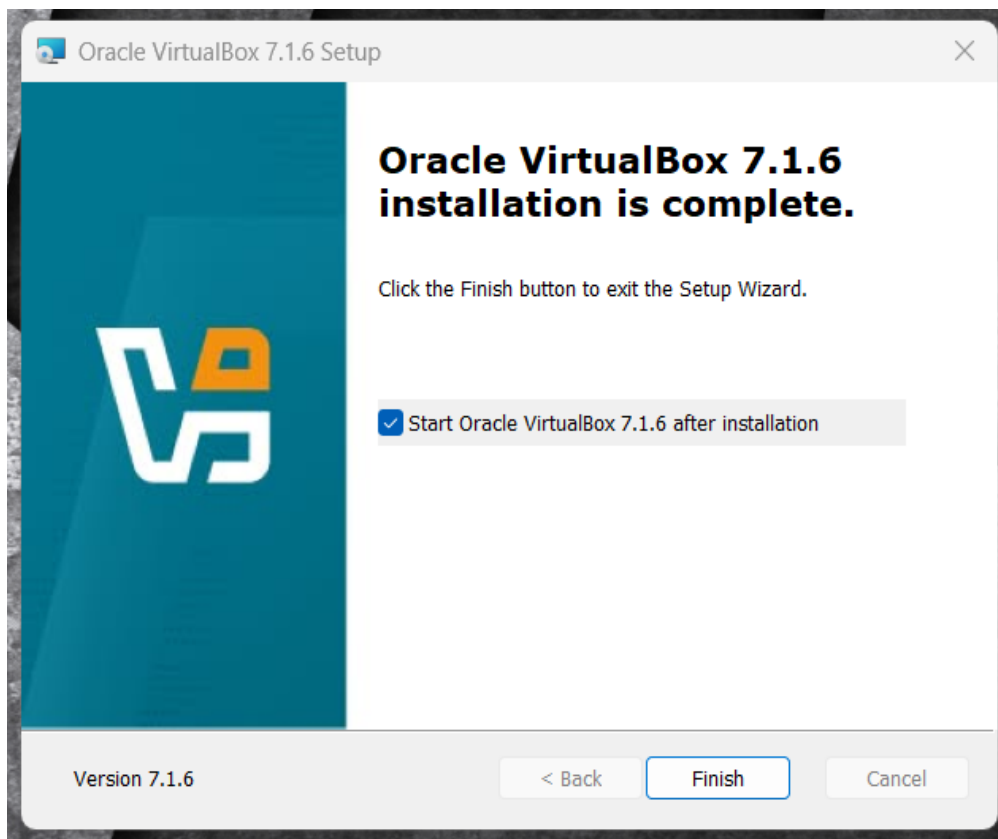 Oracle VirtualBox 7.1.6 Setup
Oracle VirtualBox 7.1.6
installation is complete.
Click the Finish button to exit the Setup Wizard.
Start Oracle VirtualBox 7.1.6 after installation
Version 7.1.6
< Back
Finish
Cancel